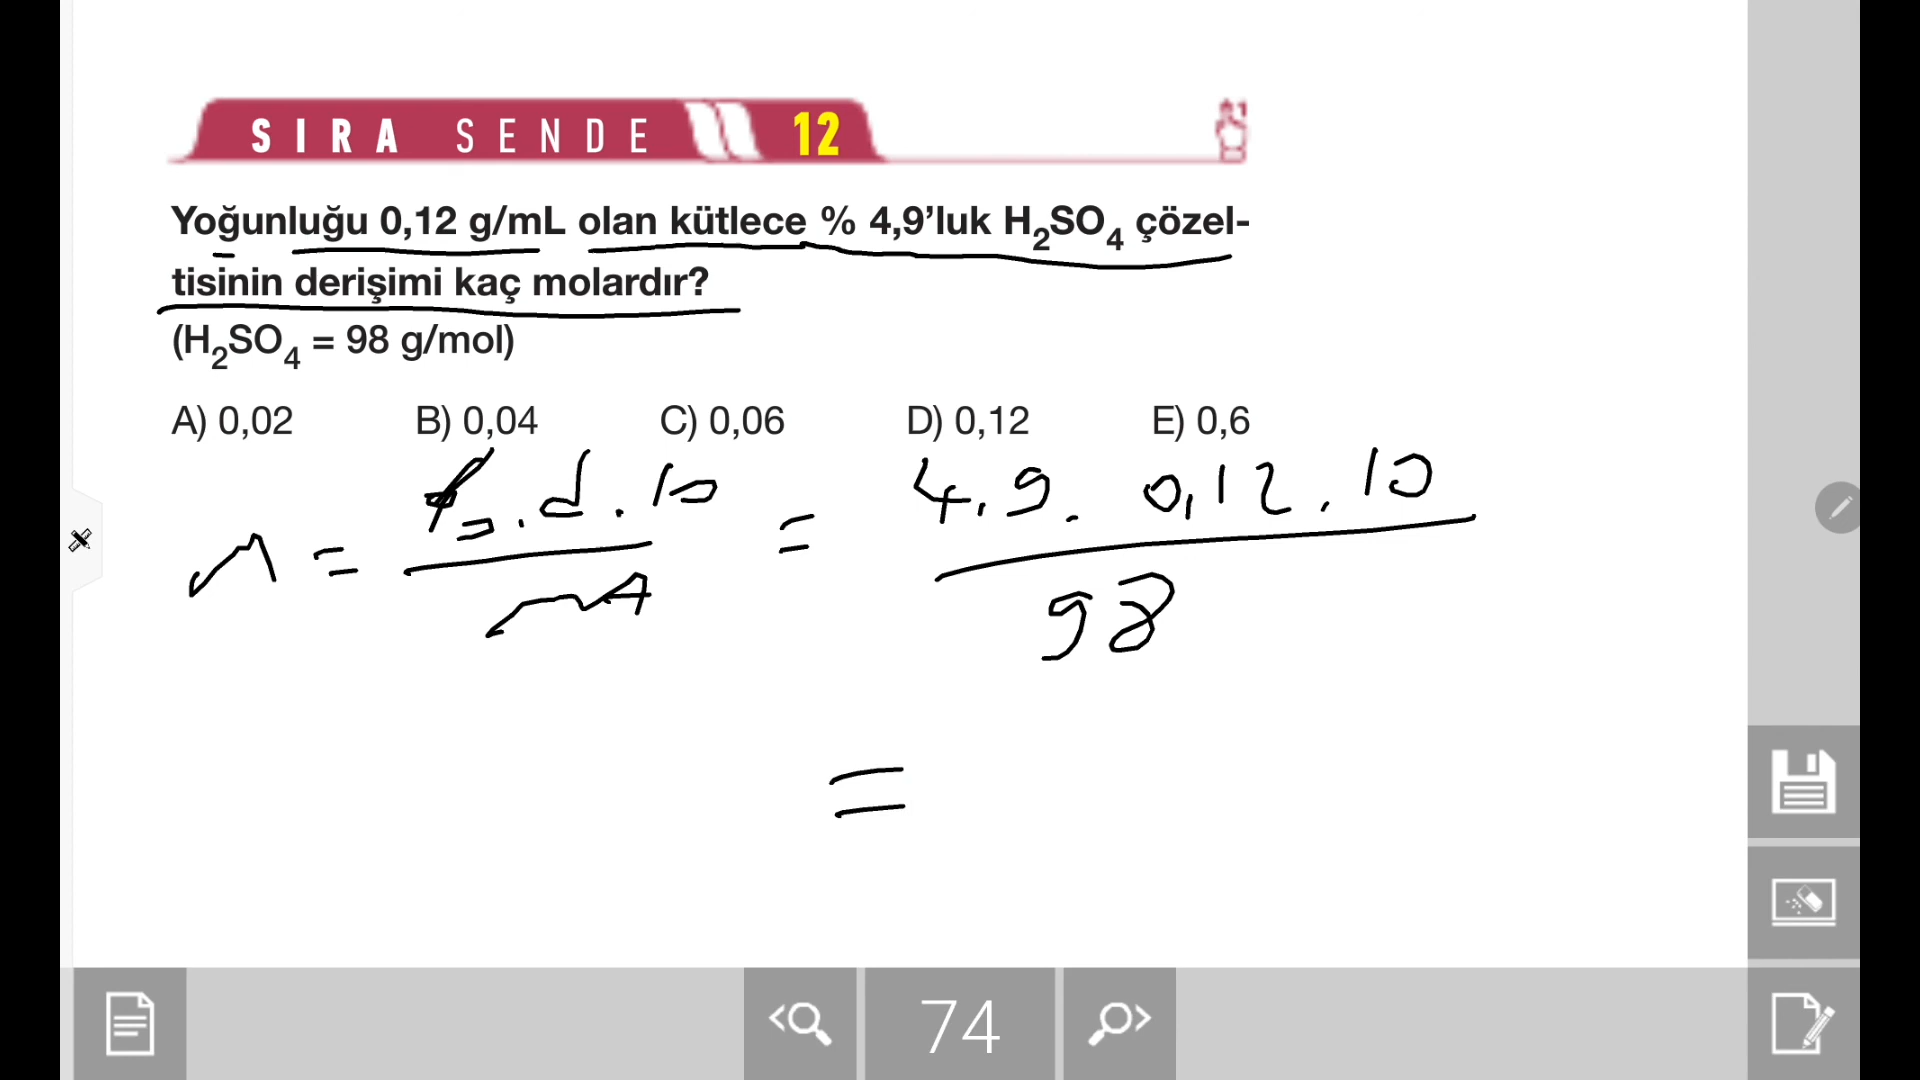 SIRA SENDE 12
Yoğunluğu 0,12 g/mL olan kütlece % 4,9’luk H₂SO₄ çözel-
tisinin derişimi kaç molardır?
(H₂SO₄ = 98 g/mol)
A) 0,02 B) 0,04 C) 0,06 D) 0,12 E) 0,6
. d . 10 = 4,9 . 0,12 . 10
M =
mA
98
=
74